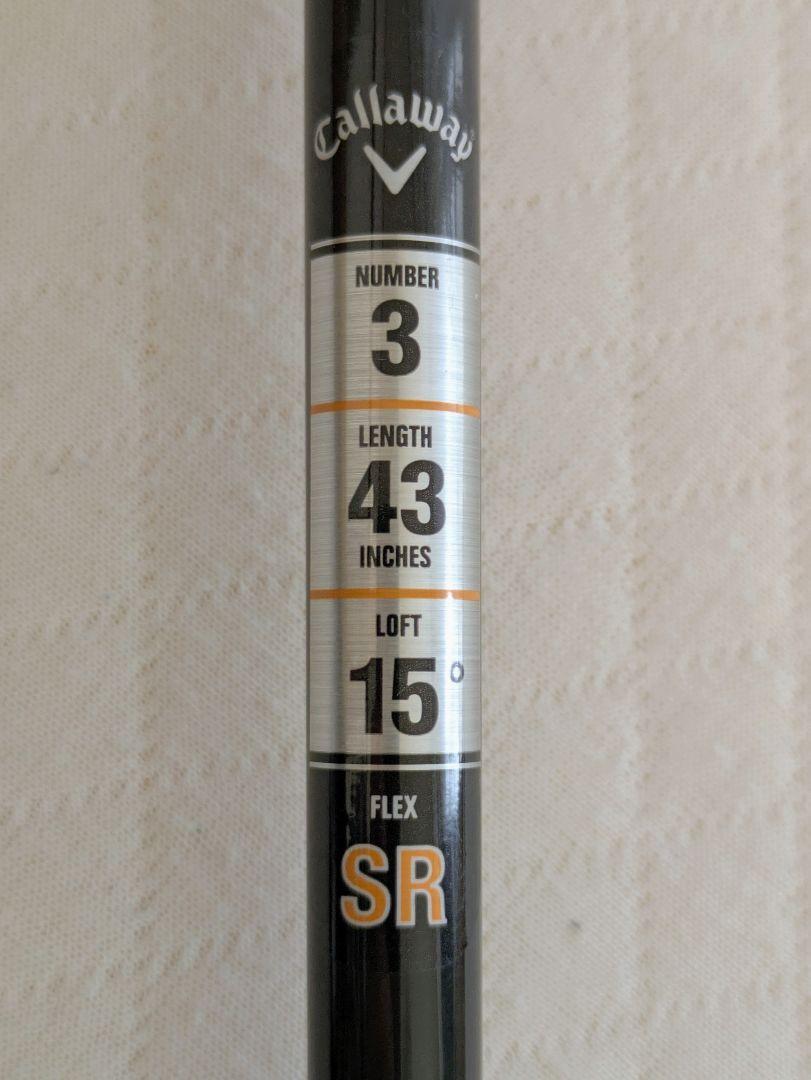 Callaway
NUMBER
3
LENGTH
43
INCHES
LOFT
15°
FLEX
SR